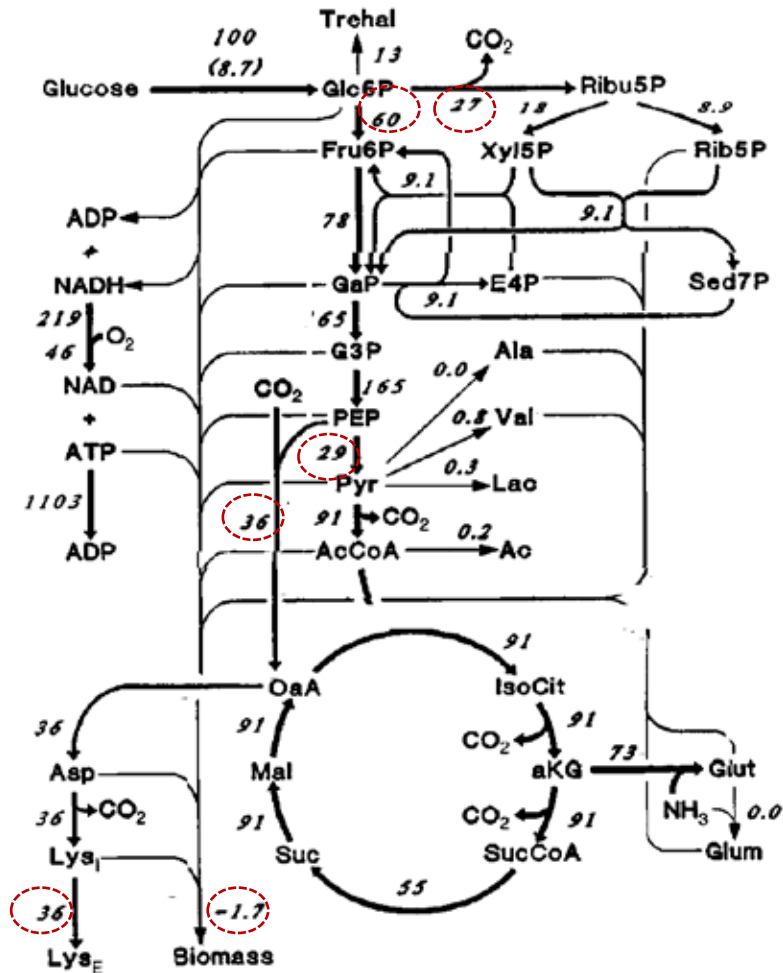 Trehal
100
13
CO2
(8.7)
Glucose
Glc6P
Ribu5P
60
27
18
8.9
Fru6P
Xyl5P
Rib5P
9.1
ADP
78
9.1
+
NADH
GaP
E4P
Sed7P
9.1
219
'65
46
O2
G3P
Ala
0.0
NAD
CO2
165
+
PEP
0.8
Val
ATP
29
Pyr
0.3
Lac
1103
36
91
CO2
0.2
ADP
AcCoA
Ac
91
OaA
IsoCit
36
91
CO2
91
73
Asp
Mal
aKG
Glut
CO2
CO2
NH3
0.0
36
91
91
LysI
Suc
SucCoA
Glum
55
36
-1.7
LysE
Biomass